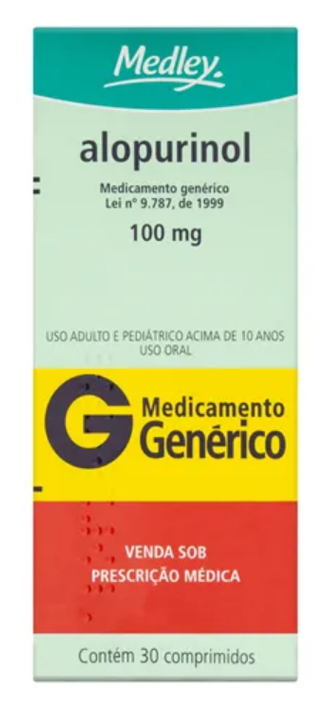 Medley.
alopurinol
Medicamento genérico
Lei nº 9.787, de 1999
100 mg
USO ADULTO E PEDIÁTRICO ACIMA DE 10 ANOS
USO ORAL
G Medicamento
Genérico
VENDA SOB
PRESCRIÇÃO MÉDICA
Contém 30 comprimidos